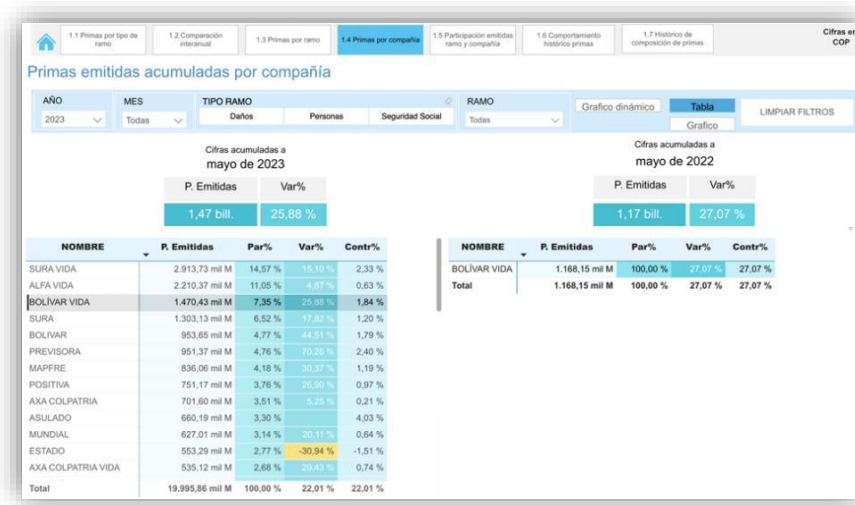 1.1 Primas por tipo de ramo
1.2 Comparación interanual
1.3 Primas por ramo
1.4 Primas por compañía
1.5 Participación emitidas ramo y compañía
1.6 Comportamiento histórico primas
1.7 Histórico de composición de primas
Cifras en COP
Primas emitidas acumuladas por compañía
AÑO MES TIPO RAMO RAMO
2023 Todas Daños Personas Seguridad Social Todas
Grafico dinámico Tabla Grafico LIMPIAR FILTROS
Cifras acumuladas a
mayo de 2023
P. Emitidas Var%
1,47 bill. 25,88 %
Cifras acumuladas a
mayo de 2022
P. Emitidas Var%
1,17 bill. 27,07 %
NOMBRE P. Emitidas Par% Var% Contr%
SURA VIDA 2.913,73 mil M 14,57 % 15,10 % 2,33 %
ALFA VIDA 2.210,37 mil M 11,05 % 4,87 % 0,63 %
BOLÍVAR VIDA 1.470,43 mil M 7,35 % 25,88 % 1,84 %
SURA 1.303,13 mil M 6,52 % 17,82 % 1,20 %
BOLIVAR 953,65 mil M 4,77 % 44,51 % 1,79 %
PREVISORA 951,37 mil M 4,76 % 70,26 % 2,40 %
MAPFRE 836,06 mil M 4,18 % 30,37 % 1,19 %
POSITIVA 751,17 mil M 3,76 % 26,90 % 0,97 %
AXA COLPATRIA 701,60 mil M 3,51 % 5,25 % 0,21 %
ASULADO 660,19 mil M 3,30 % 4,03 %
MUNDIAL 627,01 mil M 3,14 % 20,11 % 0,64 %
ESTADO 553,29 mil M 2,77 % -30,94 % -1,51 %
AXA COLPATRIA VIDA 535,12 mil M 2,68 % 29,43 % 0,74 %
Total 19.995,86 mil M 100,00 % 22,01 % 22,01 %
NOMBRE P. Emitidas Par% Var% Contr%
BOLÍVAR VIDA 1.168,15 mil M 100,00 % 27,07 % 27,07 %
Total 1.168,15 mil M 100,00 % 27,07 % 27,07 %